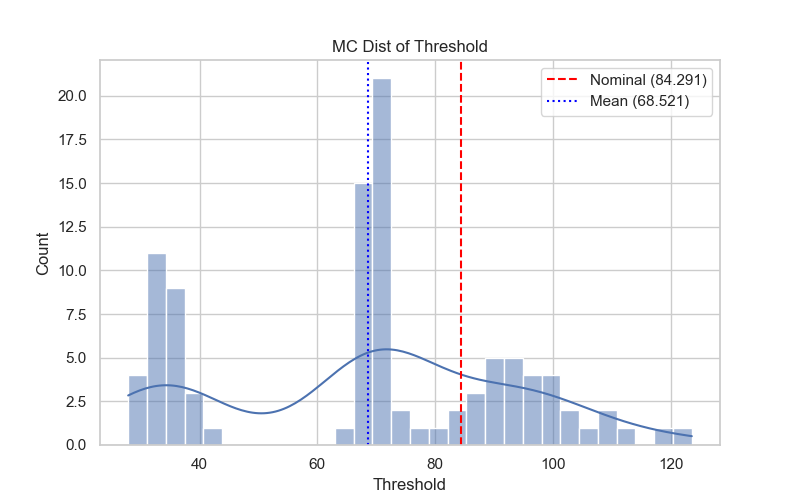 MC Dist of Threshold
Nominal (84.291)
Mean (68.521)
Count
20.0
17.5
15.0
12.5
10.0
7.5
5.0
2.5
0.0
40
60
80
100
120
Threshold